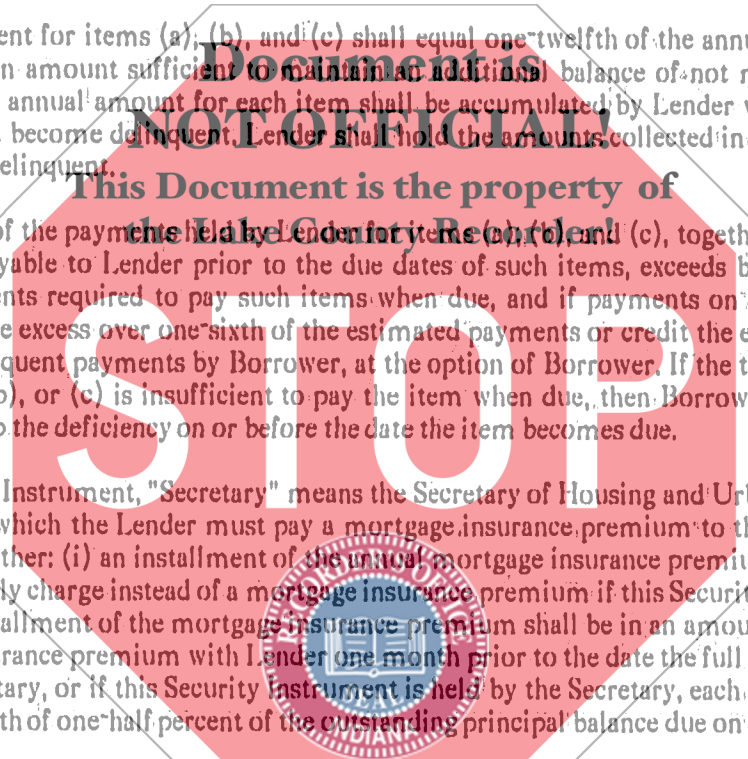 ent for items (a), (b), and (c) shall equal one-twelfth of the annu
Document is
n amount sufficient to maintain an additional balance of not m
annual amount for each item shall be accumulated by Lender
NOT OFFICIAL!
become delinquent. Lender shall hold the amounts collected in
elinquent.
This Document is the property of
the Lake County Recorder!
of the payments held by Lender for items (a), (b), and (c), togeth
yable to Lender prior to the due dates of such items, exceeds b
nts required to pay such items when due, and if payments on
e excess over one-sixth of the estimated payments or credit the e
quent payments by Borrower, at the option of Borrower. If the t
), or (c) is insufficient to pay the item when due, then Borrow
the deficiency on or before the date the item becomes due.
STOP
Instrument, "Secretary" means the Secretary of Housing and Ur
which the Lender must pay a mortgage insurance premium to th
ther: (i) an installment of the annual mortgage insurance premiu
ly charge instead of a mortgage insurance premium if this Securit
allment of the mortgage insurance premium shall be in an amou
rance premium with Lender one month prior to the date the full
tary, or if this Security Instrument is held by the Secretary, each
th of one-half percent of the outstanding principal balance due on
SEAL
INDIANA